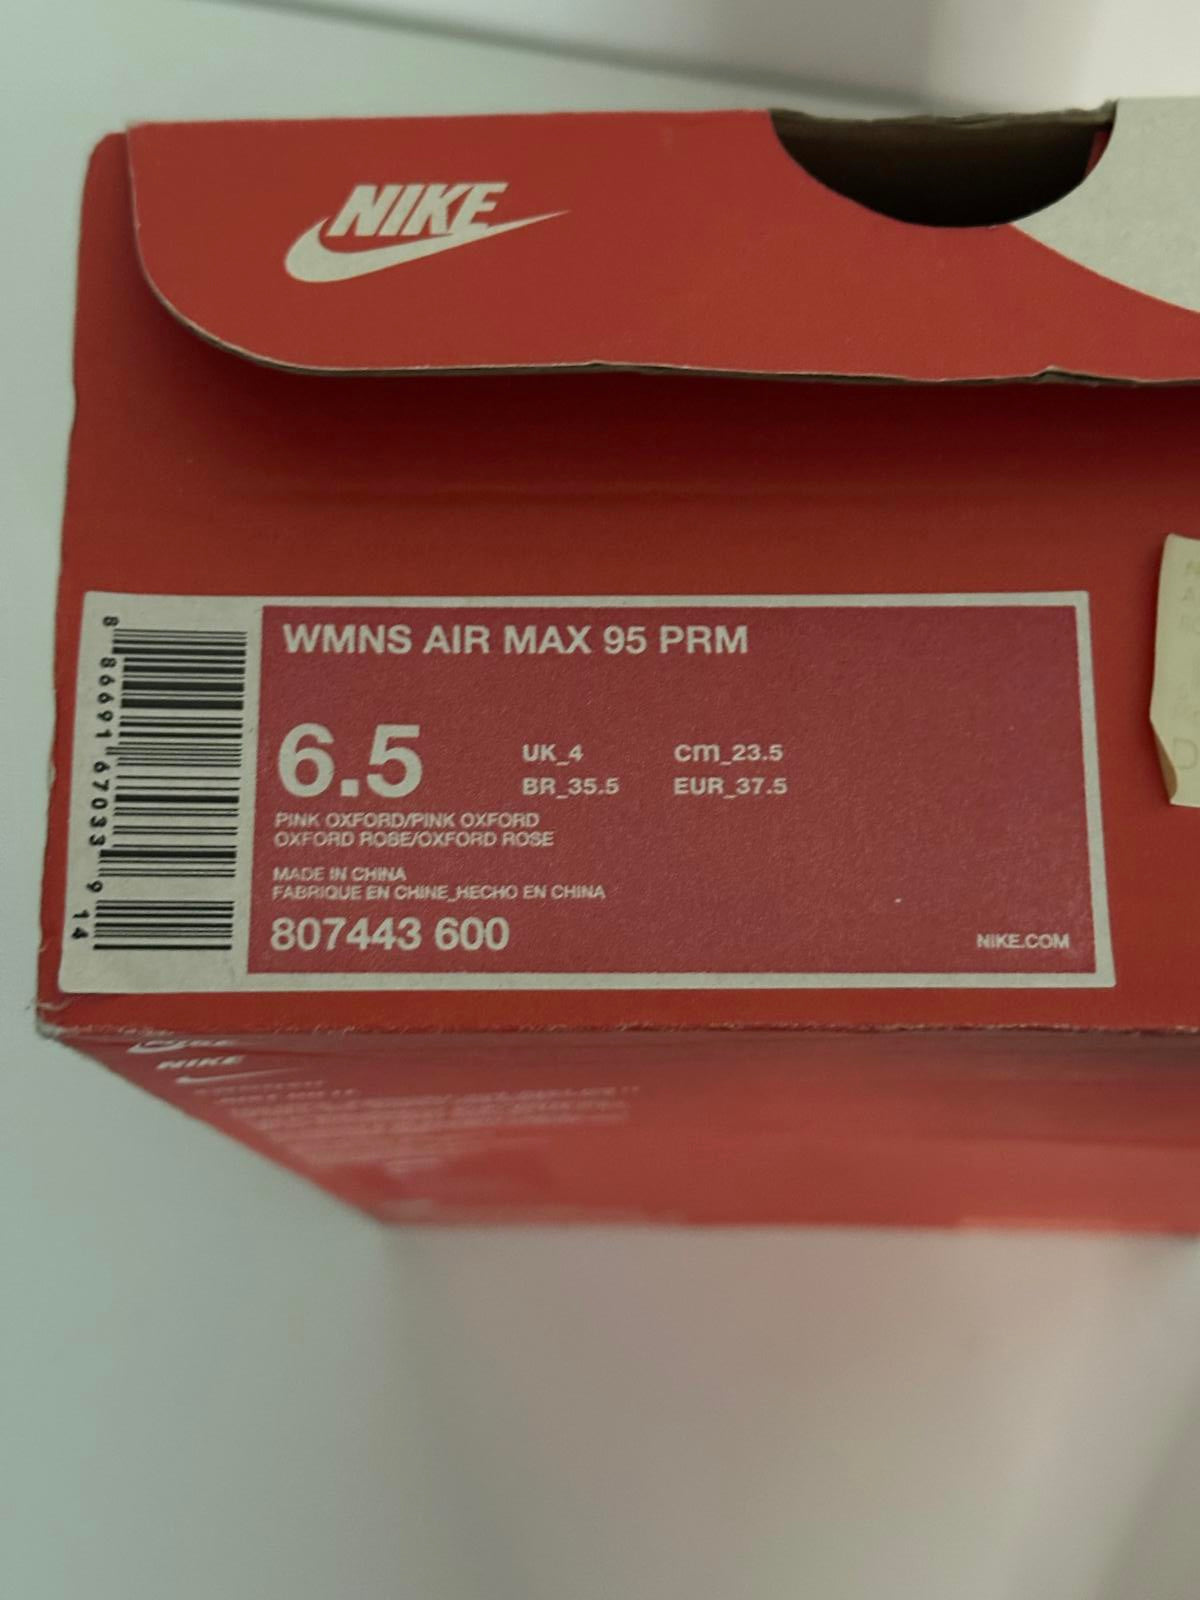 NIKE
WMNS AIR MAX 95 PRM
6.5
UK_4 cm_23.5
BR_35.5 EUR_37.5
PINK OXFORD/PINK OXFORD
OXFORD ROSE/OXFORD ROSE
MADE IN CHINA
FABRIQUE EN CHINE_HECHO EN CHINA
807443 600
NIKE.COM
8 86691 67033 9 14
NIKE